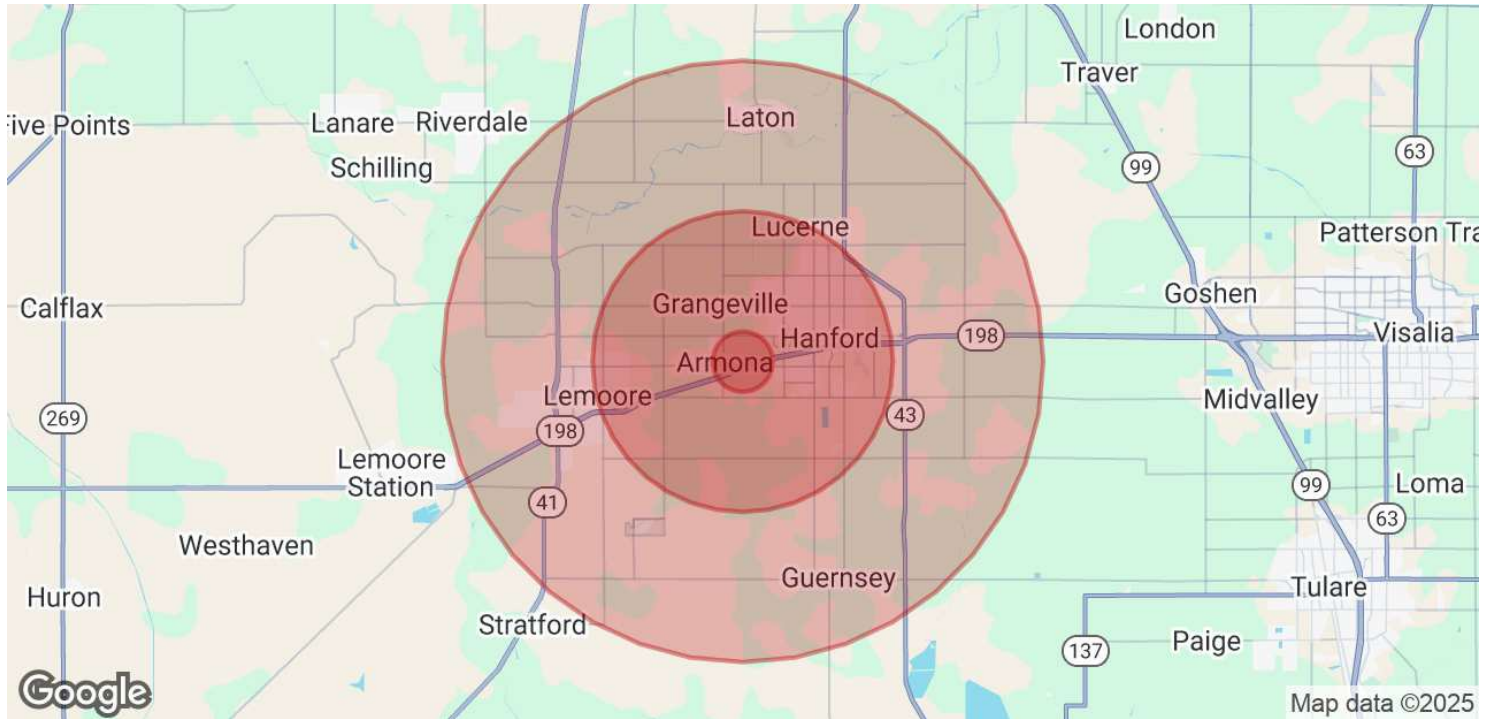 London
Traver
Five Points
Lanare
Riverdale
Laton
Schilling
99
63
Lucerne
Patterson Tra
Calflax
Grangeville
Goshen
Hanford
198
Visalia
Armona
Lemoore
269
198
43
Midvalley
Lemoore
Station
41
99
Loma
63
Westhaven
Huron
Guernsey
Tulare
Stratford
137
Paige
Google
Map data ©2025